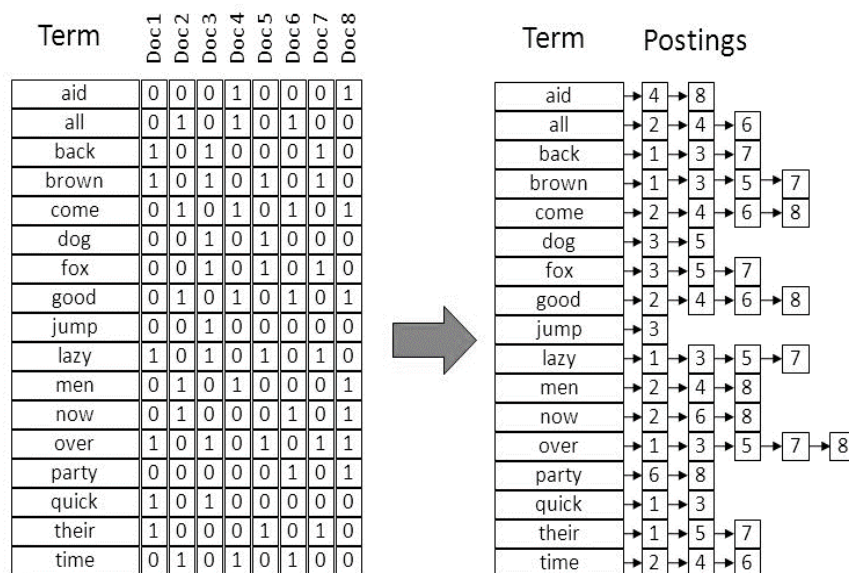 Term Doc1 Doc2 Doc3 Doc4 Doc5 Doc6 Doc7 Doc8
aid 0 0 0 1 0 0 0 1
all 0 1 0 1 0 1 0 0
back 1 0 1 0 0 0 1 0
brown 1 0 1 0 1 0 1 0
come 0 1 0 1 0 1 0 1
dog 0 0 1 0 1 0 0 0
fox 0 0 1 0 1 0 1 0
good 0 1 0 1 0 1 0 1
jump 0 0 1 0 0 0 0 0
lazy 1 0 1 0 1 0 1 0
men 0 1 0 1 0 0 0 1
now 0 1 0 0 0 1 0 1
over 1 0 1 0 1 0 1 1
party 0 0 0 0 0 1 0 1
quick 1 0 1 0 0 0 0 0
their 1 0 0 0 1 0 1 0
time 0 1 0 1 0 1 0 0
Term Postings
aid 4 8
all 2 4 6
back 1 3 7
brown 1 3 5 7
come 2 4 6 8
dog 3 5
fox 3 5 7
good 2 4 6 8
jump 3
lazy 1 3 5 7
men 2 4 8
now 2 6 8
over 1 3 5 7 8
party 6 8
quick 1 3
their 1 5 7
time 2 4 6